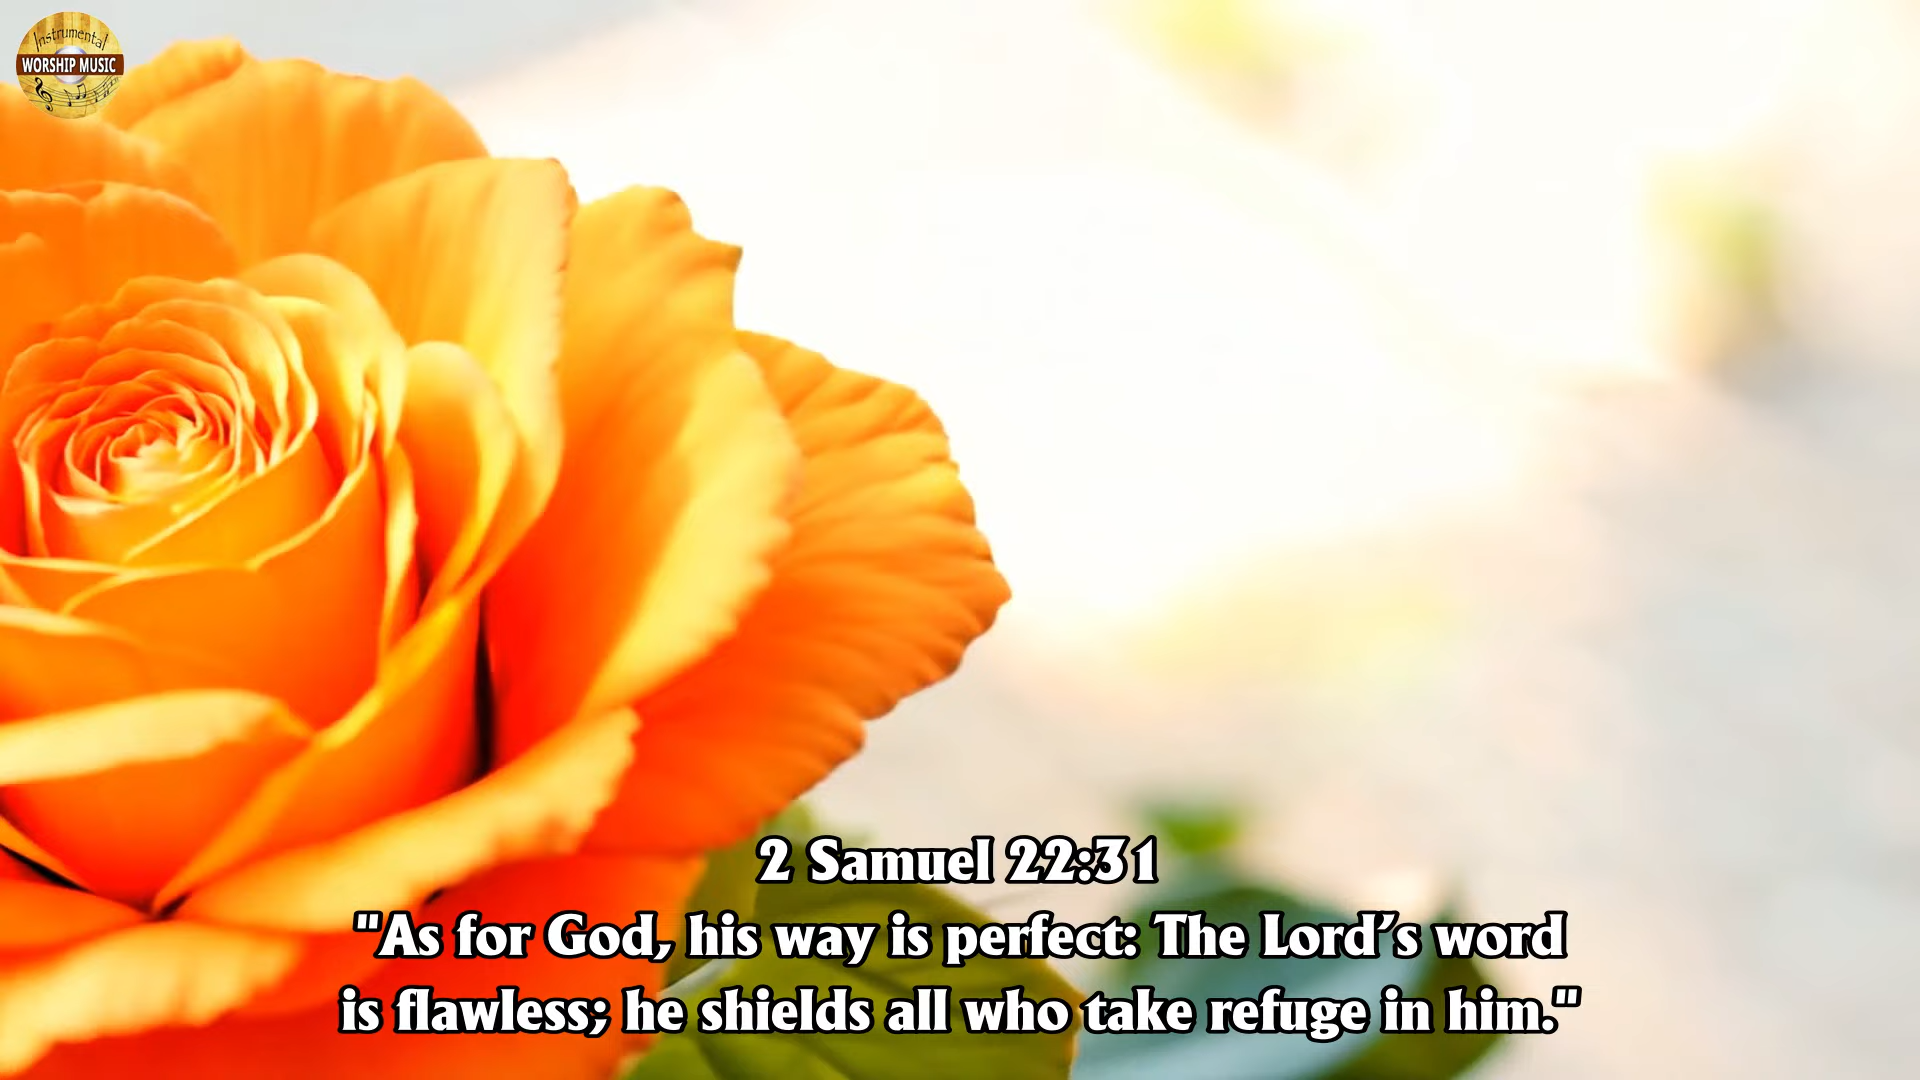 Instrumental
WORSHIP MUSIC
2 Samuel 22:31
"As for God, his way is perfect: The Lord’s word
is flawless; he shields all who take refuge in him."